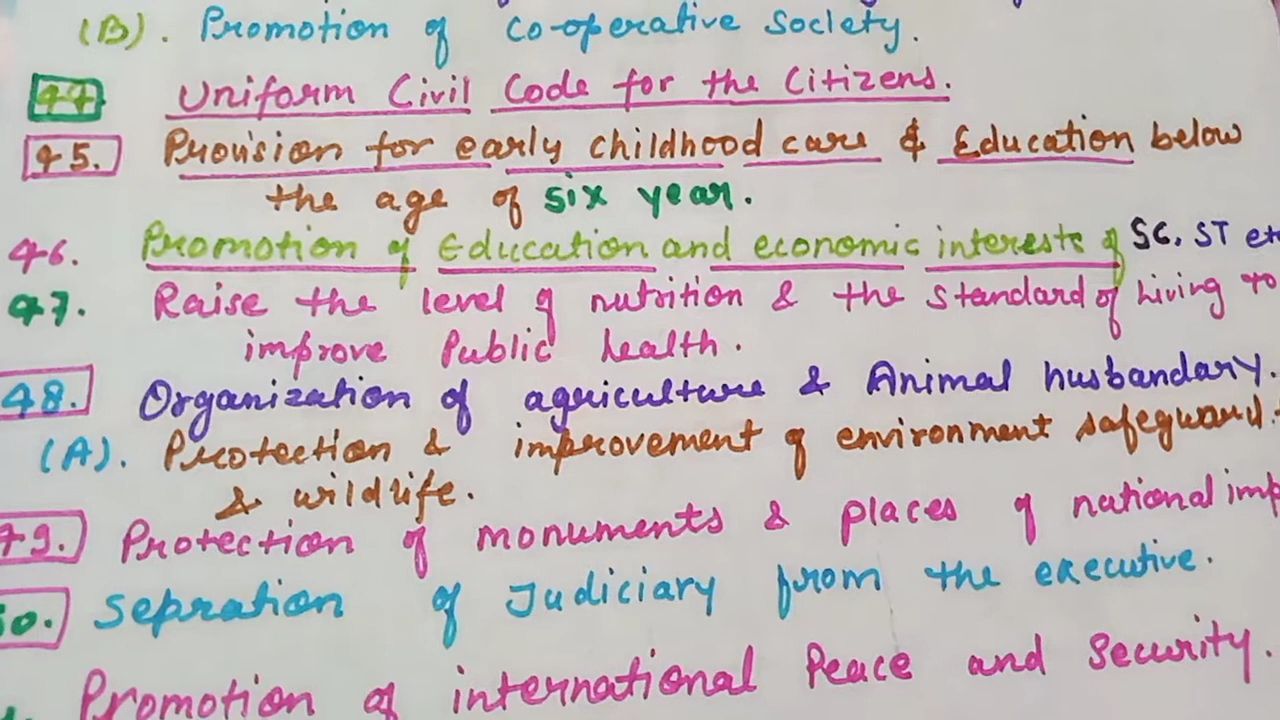 (B). Promotion of Co-operative Society.
44 Uniform Civil Code for the Citizens.
45. Provision for early childhood care & Education below
the age of six year.
46. Promotion of Education and economic interests of SC, ST etc
47. Raise the level of nutrition & the standard of Living to
improve Public health.
48. Organization of agriculture & Animal husbandary.
(A). Protection & improvement of environment safeguard
& wildlife.
49. Protection of monuments & places of national imp
50. Sepration of Judiciary from the executive.
Promotion of international Peace and Security.